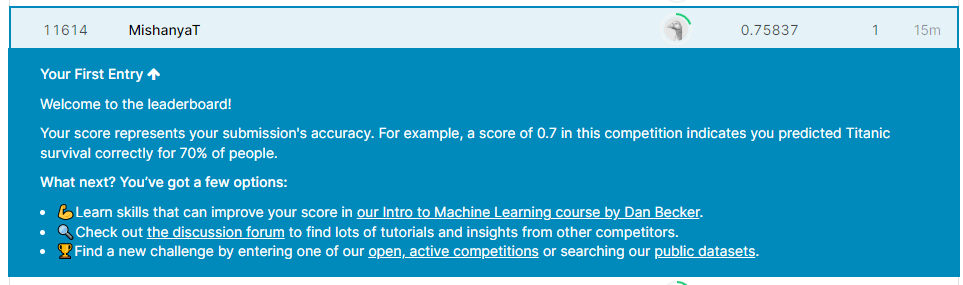 11614 MishanyaT 0.75837 1 15m
Your First Entry ↑
Welcome to the leaderboard!
Your score represents your submission's accuracy. For example, a score of 0.7 in this competition indicates you predicted Titanic
survival correctly for 70% of people.
What next? You've got a few options:
• 💪Learn skills that can improve your score in our Intro to Machine Learning course by Dan Becker.
• 🔍Check out the discussion forum to find lots of tutorials and insights from other competitors.
• 🏆Find a new challenge by entering one of our open, active competitions or searching our public datasets.